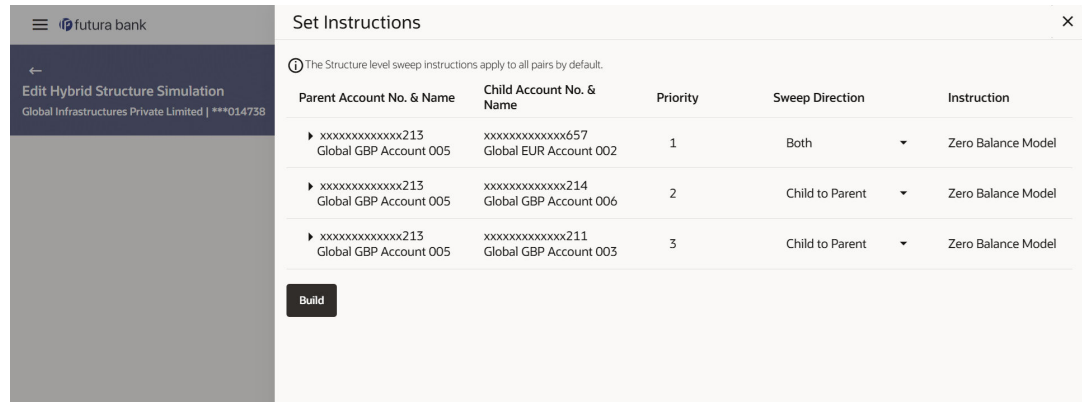 futura bank
←
Edit Hybrid Structure Simulation
Global Infrastructures Private Limited | ***014738
Set Instructions
The Structure level sweep instructions apply to all pairs by default.
Parent Account No. & Name Child Account No. & Name Priority Sweep Direction Instruction
xxxxxxxxxxxxx213 xxxxxxxxxxxxx657
Global GBP Account 005 Global EUR Account 002 1 Both Zero Balance Model
xxxxxxxxxxxxx213 xxxxxxxxxxxxx214
Global GBP Account 005 Global GBP Account 006 2 Child to Parent Zero Balance Model
xxxxxxxxxxxxx213 xxxxxxxxxxxxx211
Global GBP Account 005 Global GBP Account 003 3 Child to Parent Zero Balance Model
Build